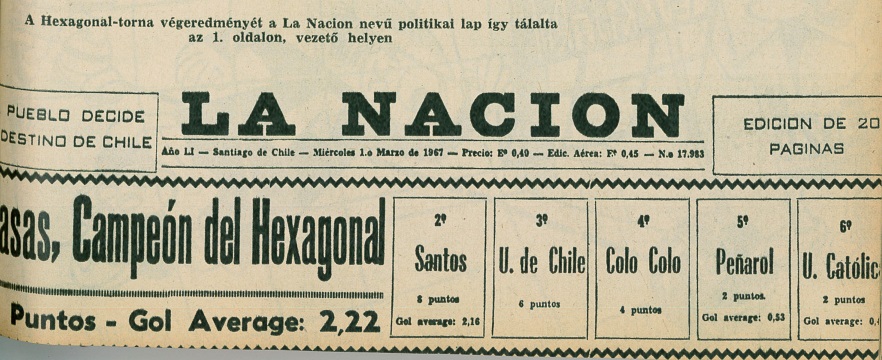 A Hexagonal-torna végeredményét a La Nacion nevű politikai lap így tálalta
az 1. oldalon, vezető helyen
PUEBLO DECIDE
DESTINO DE CHILE
LA NACION
Año LI — Santiago de Chile — Miércoles 1.o Marzo de 1967 — Precio: Eº 0,40 — Edic. Aérea: Eº 0,45 — N.o 17.983
EDICION DE 20
PAGINAS
asas, Campeón del Hexagonal
Puntos - Gol Average: 2,22
2º
Santos
8 puntos
Gol average: 2,16
3º
U. de Chile
6 puntos
4º
Colo Colo
4 puntos
5º
Peñarol
2 puntos.
Gol average: 0,53
6º
U. Católic
2 puntos
Gol average: 0,